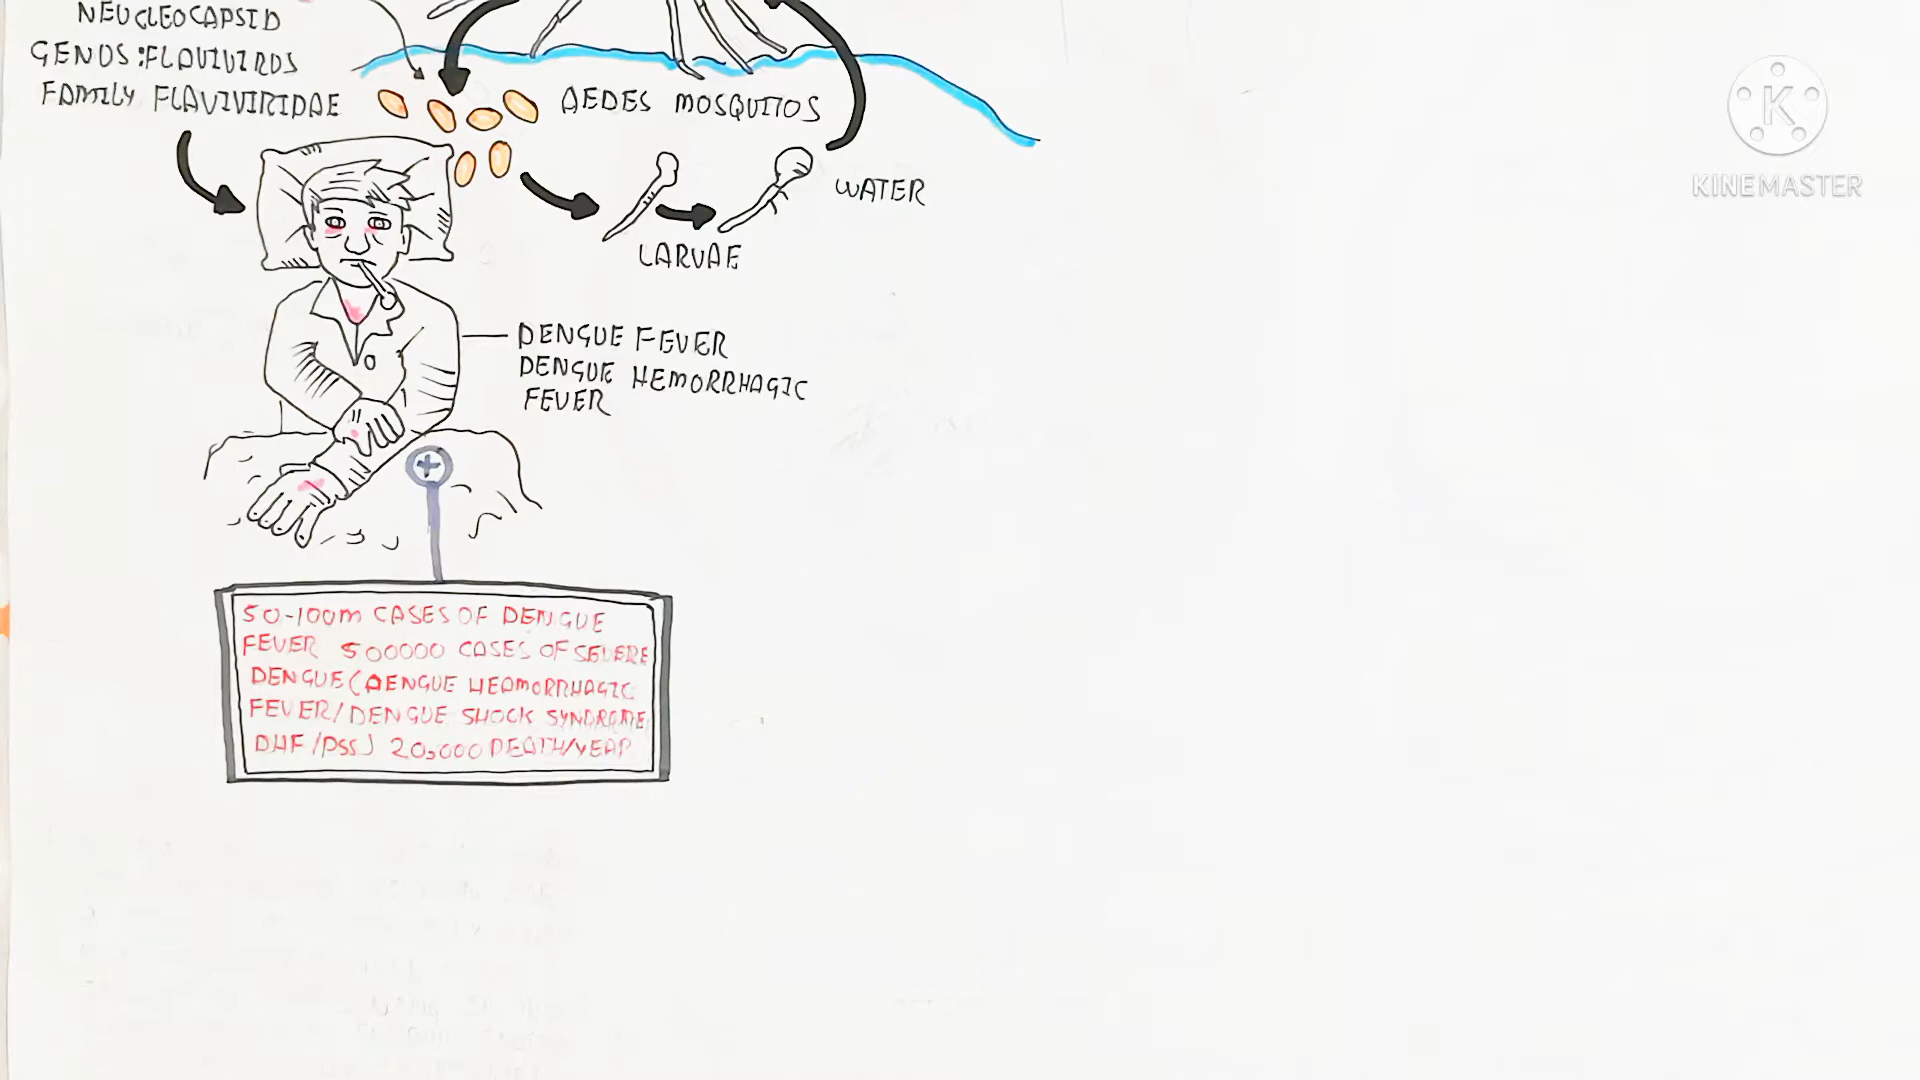 NEUCLEOCAPSID
GENUS:FLAVIVIRUS
FAMILY FLAVIVIRIDAE
AEDES MOSQUITOS
WATER
LARVAE
DENGUE FEVER
DENGUE HEMORRHAGIC
FEVER
50-100m CASES OF DENGUE
FEVER 500000 CASES OF SEVERE
DENGUE(DENGUE HEAMORRHAGIC
FEVER/DENGUE SHOCK SYNDROME
DHF/DSS) 20,000 DEATH/YEAR
K
KINEMASTER